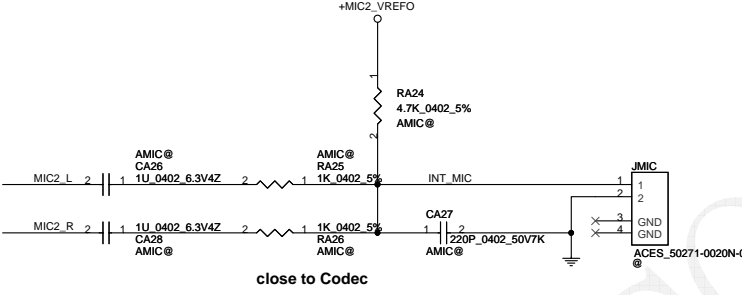 +MIC2_VREFO
1
RA24
4.7K_0402_5%
AMIC@
2
AMIC@
CA26
1U_0402_6.3V4Z
AMIC@
RA25
1K_0402_5%
MIC2_L 2 1 2 1 INT_MIC 1
JMIC
1
2 2
MIC2_R 2 1
1U_0402_6.3V4Z
CA28
AMIC@
2 1
1K_0402_5%
RA26
AMIC@
CA27
1 2
220P_0402_50V7K
AMIC@
3 GND
4 GND
ACES_50271-0020N-0
@
close to Codec